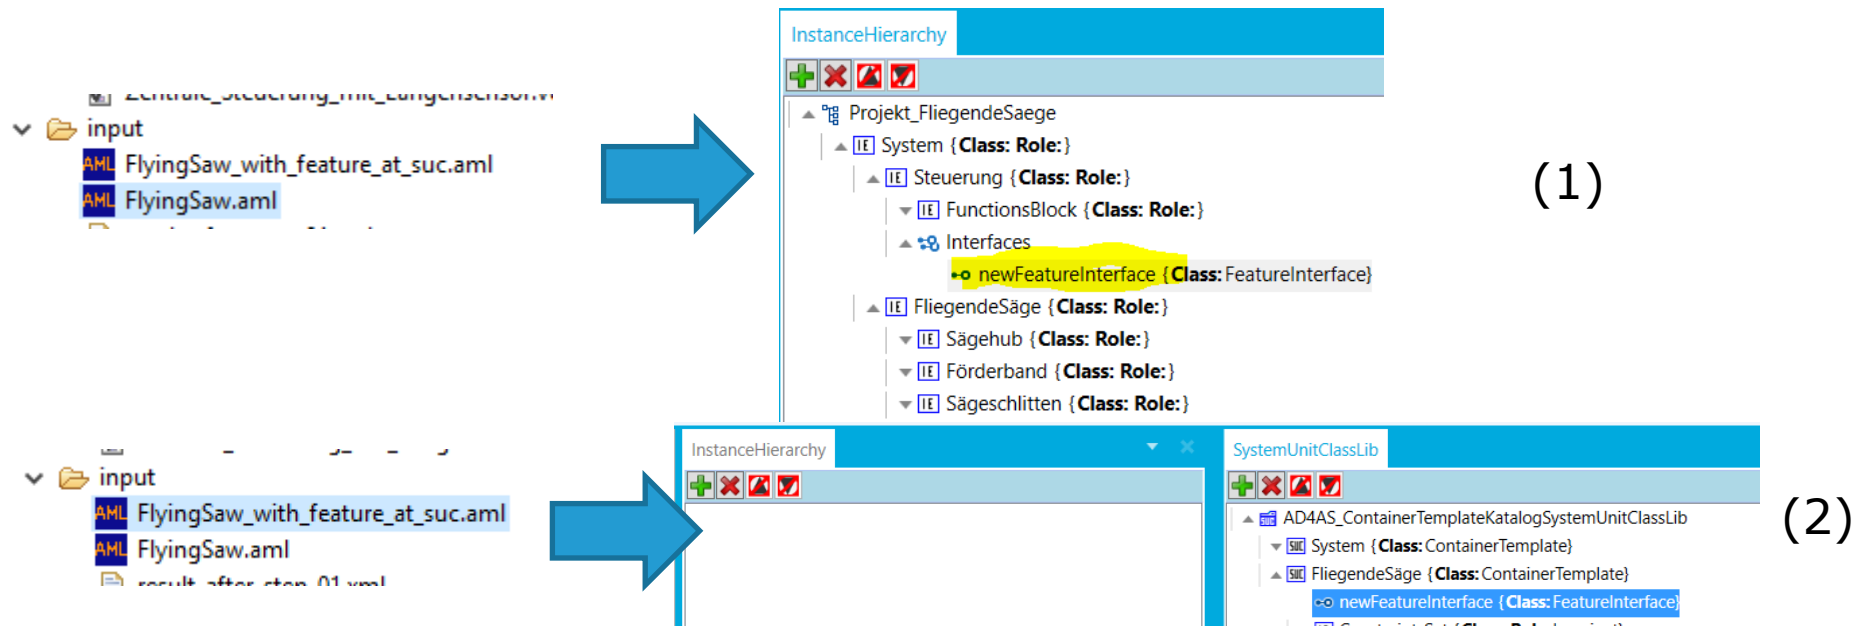 InstanceHierarchy
input
FlyingSaw_with_feature_at_suc.aml
FlyingSaw.aml
Projekt_FliegendeSaege
System {Class: Role:}
Steuerung {Class: Role:}
FunctionsBlock {Class: Role:}
Interfaces
newFeatureInterface {Class: FeatureInterface}
FliegendeSäge {Class: Role:}
Sägehub {Class: Role:}
Förderband {Class: Role:}
Sägeschlitten {Class: Role:}
(1)
input
FlyingSaw_with_feature_at_suc.aml
FlyingSaw.aml
result_after_step_01.xml
InstanceHierarchy
SystemUnitClassLib
AD4AS_ContainerTemplateKatalogSystemUnitClassLib
System {Class: ContainerTemplate}
FliegendeSäge {Class: ContainerTemplate}
newFeatureInterface {Class: FeatureInterface}
(2)